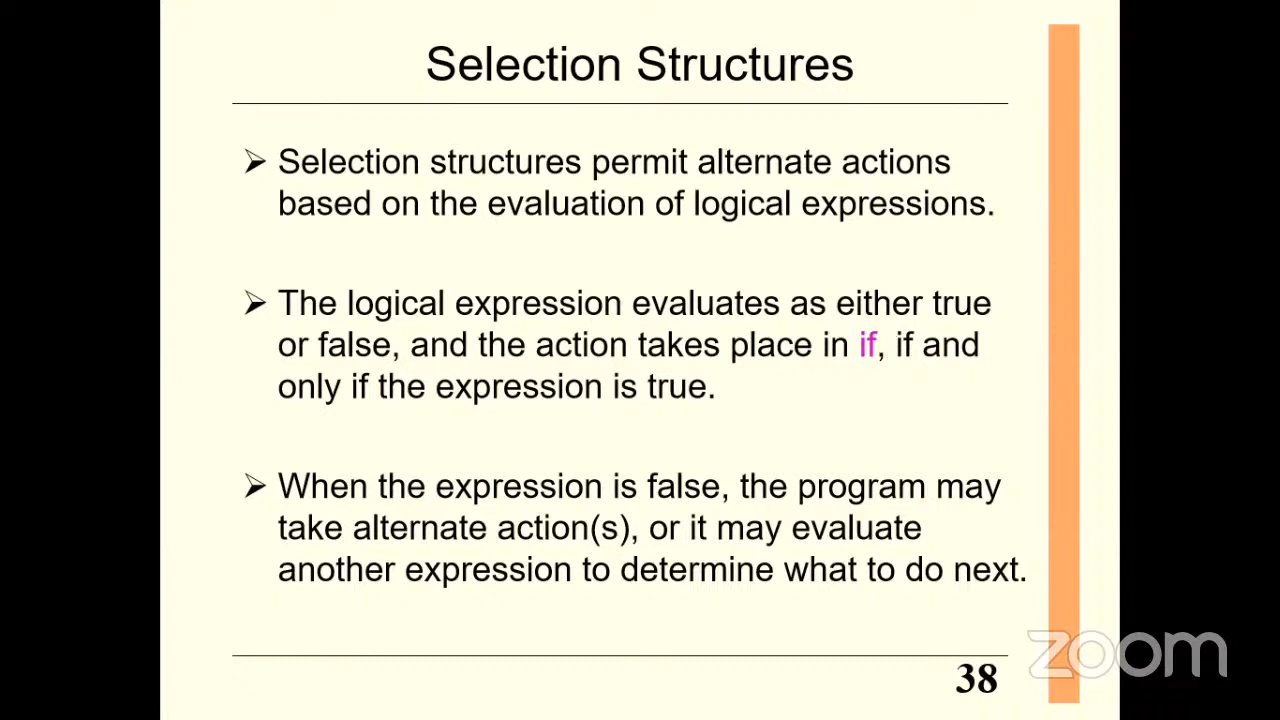 Selection Structures
➢ Selection structures permit alternate actions
based on the evaluation of logical expressions.
➢ The logical expression evaluates as either true
or false, and the action takes place in if, if and
only if the expression is true.
➢ When the expression is false, the program may
take alternate action(s), or it may evaluate
another expression to determine what to do next.
zoom
38